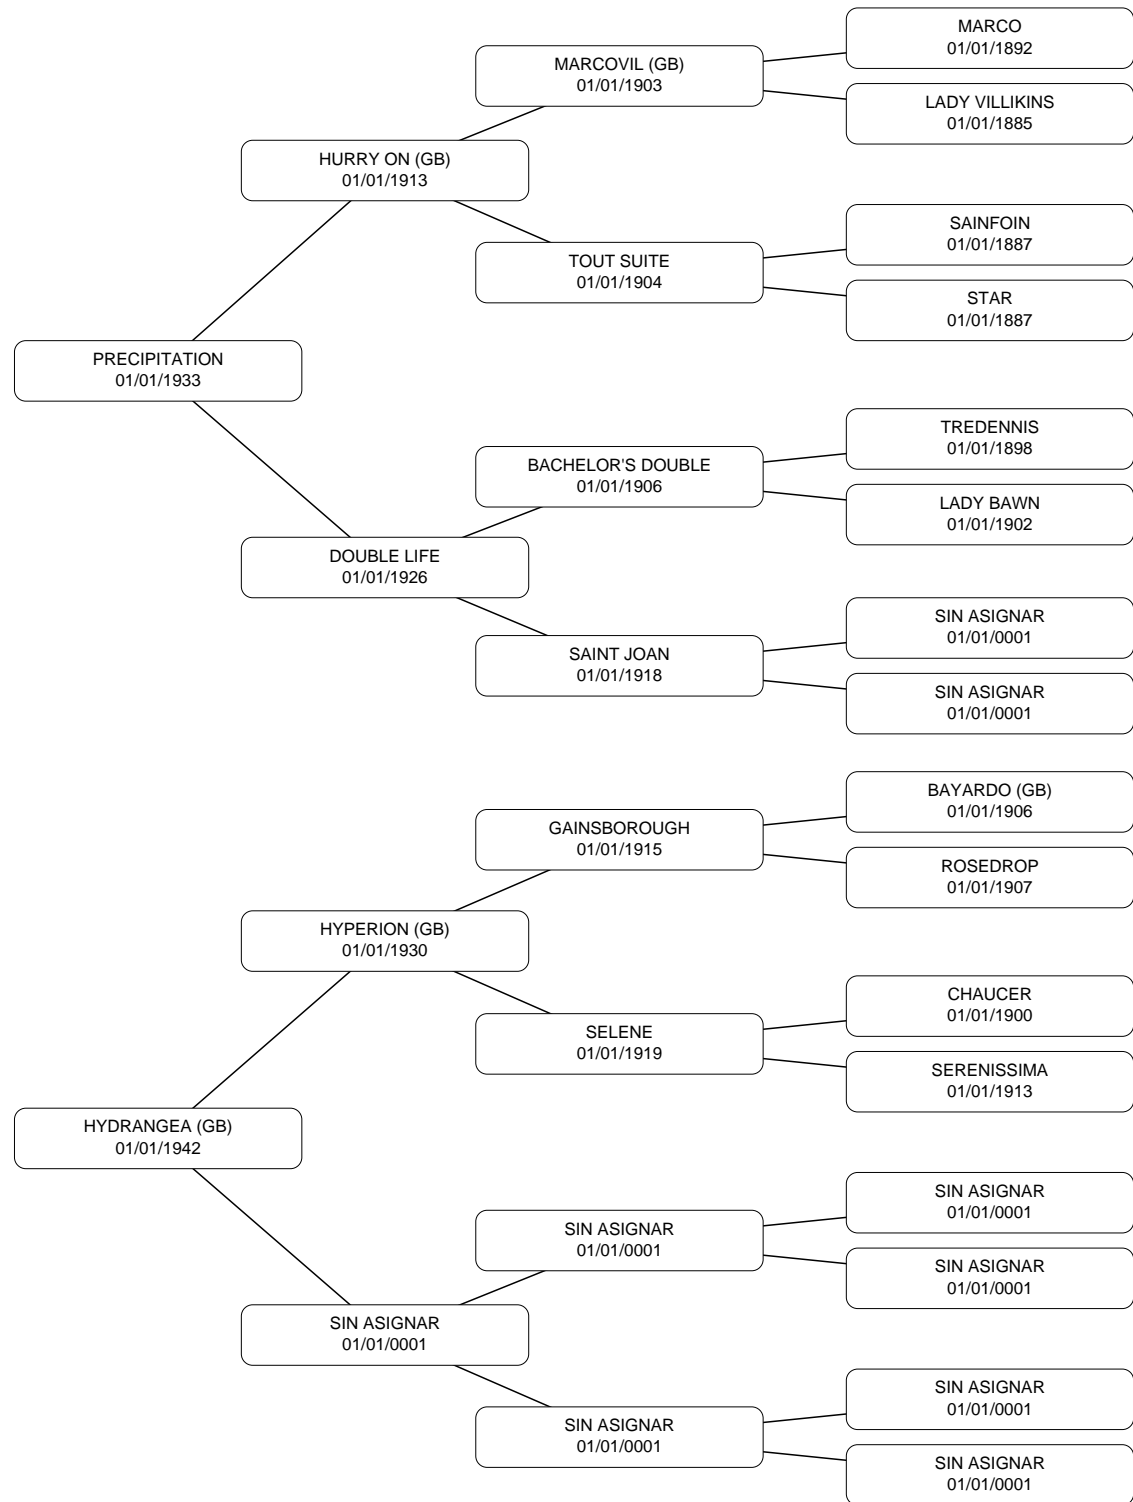 MARCO
01/01/1892
MARCOVIL (GB)
01/01/1903
LADY VILLIKINS
01/01/1885
HURRY ON (GB)
01/01/1913
SAINFOIN
01/01/1887
TOUT SUITE
01/01/1904
STAR
01/01/1887
PRECIPITATION
01/01/1933
TREDENNIS
01/01/1898
BACHELOR'S DOUBLE
01/01/1906
LADY BAWN
01/01/1902
DOUBLE LIFE
01/01/1926
SIN ASIGNAR
01/01/0001
SAINT JOAN
01/01/1918
SIN ASIGNAR
01/01/0001
BAYARDO (GB)
01/01/1906
GAINSBOROUGH
01/01/1915
ROSEDROP
01/01/1907
HYPERION (GB)
01/01/1930
CHAUCER
01/01/1900
SELENE
01/01/1919
SERENISSIMA
01/01/1913
HYDRANGEA (GB)
01/01/1942
SIN ASIGNAR
01/01/0001
SIN ASIGNAR
01/01/0001
SIN ASIGNAR
01/01/0001
SIN ASIGNAR
01/01/0001
SIN ASIGNAR
01/01/0001
SIN ASIGNAR
01/01/0001
SIN ASIGNAR
01/01/0001